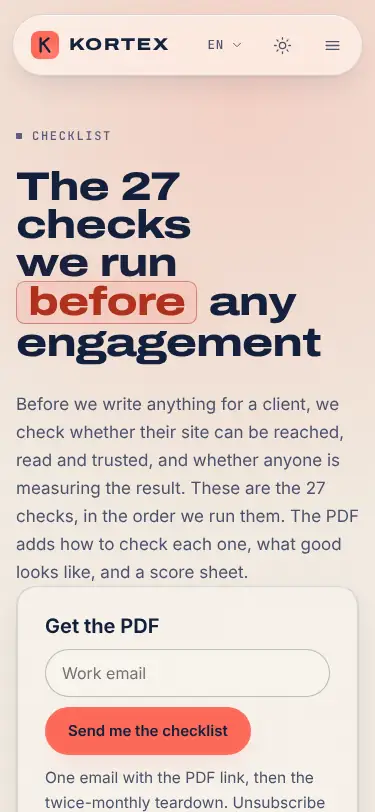 KORTEX
EN
CHECKLIST
The 27
checks
we run
before any
engagement
Before we write anything for a client, we
check whether their site can be reached,
read and trusted, and whether anyone is
measuring the result. These are the 27
checks, in the order we run them. The PDF
adds how to check each one, what good
looks like, and a score sheet.
Get the PDF
Work email
Send me the checklist
One email with the PDF link, then the
twice-monthly teardown. Unsubscribe